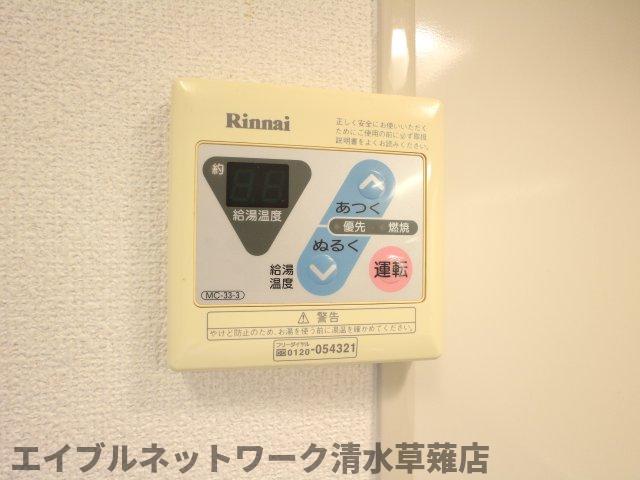 Rinnai
正しく安全にお使いいただく
ためにご使用の前に必ず取扱
説明書をよくお読みください。
約
給湯温度
あつく
優先 燃焼
ぬるく
給湯
温度
運転
MC-33-3
⚠ 警告
やけど防止のため、お湯を使う前に湯温を確かめてください。
フリーダイヤル
0120-054321
エイブルネットワーク清水草薙店